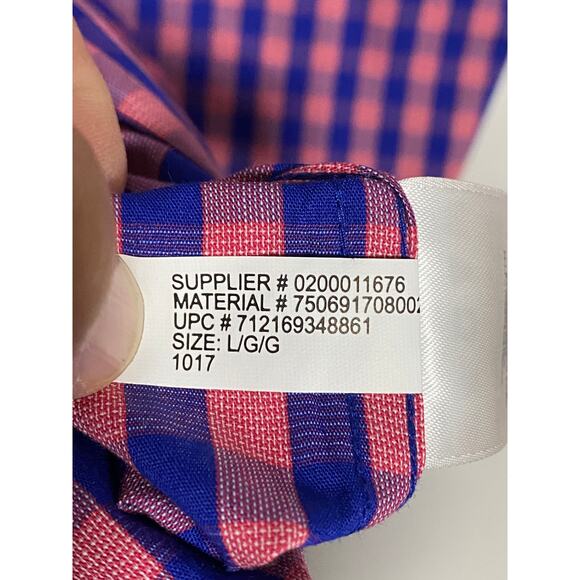 SUPPLIER # 0200011676
MATERIAL # 750691708002
UPC # 712169348861
SIZE: L/G/G
1017